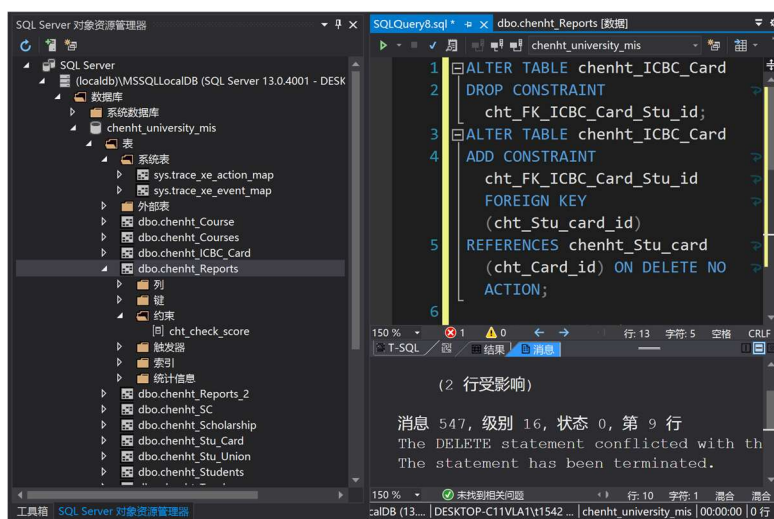 SQL Server 对象资源管理器
SQL Server
(localdb)\MSSQLLocalDB (SQL Server 13.0.4001 - DESK
数据库
系统数据库
chenht_university_mis
表
系统表
sys.trace_xe_action_map
sys.trace_xe_event_map
外部表
dbo.chenht_Course
dbo.chenht_Courses
dbo.chenht_ICBC_Card
dbo.chenht_Reports
列
键
约束
cht_check_score
触发器
索引
统计信息
dbo.chenht_Reports_2
dbo.chenht_SC
dbo.chenht_Scholarship
dbo.chenht_Stu_Card
dbo.chenht_Stu_Union
dbo.chenht_Students
工具箱 SQL Server 对象资源管理器
SQLQuery8.sql * dbo.chenht_Reports [数据]
chenht_university_mis
1 ALTER TABLE chenht_ICBC_Card
2 DROP CONSTRAINT
cht_FK_ICBC_Card_Stu_id;
3 ALTER TABLE chenht_ICBC_Card
4 ADD CONSTRAINT
cht_FK_ICBC_Card_Stu_id
FOREIGN KEY
(cht_Stu_card_id)
5 REFERENCES chenht_Stu_card
(cht_Card_id) ON DELETE NO
ACTION;
6
150 % 1 0 行: 13 字符: 5 空格 CRLF
T-SQL 结果 消息
(2 行受影响)
消息 547, 级别 16, 状态 0, 第 9 行
The DELETE statement conflicted with th
The statement has been terminated.
150 % 未找到相关问题 行: 10 字符: 1 混合 混合
calDB (13.... DESKTOP-C11VLA1\t1542 ... chenht_university_mis 00:00:00 0 行